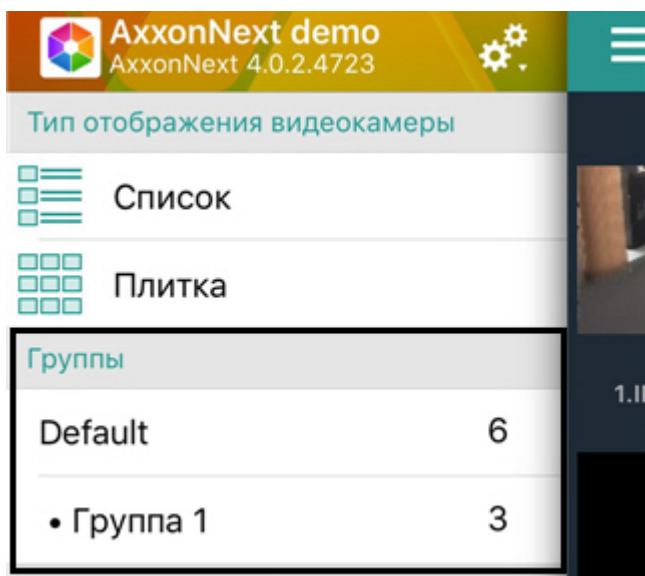 AxxonNext demo
AxxonNext 4.0.2.4723
Тип отображения видеокамеры
Список
Плитка
Группы
Default 6
• Группа 1 3